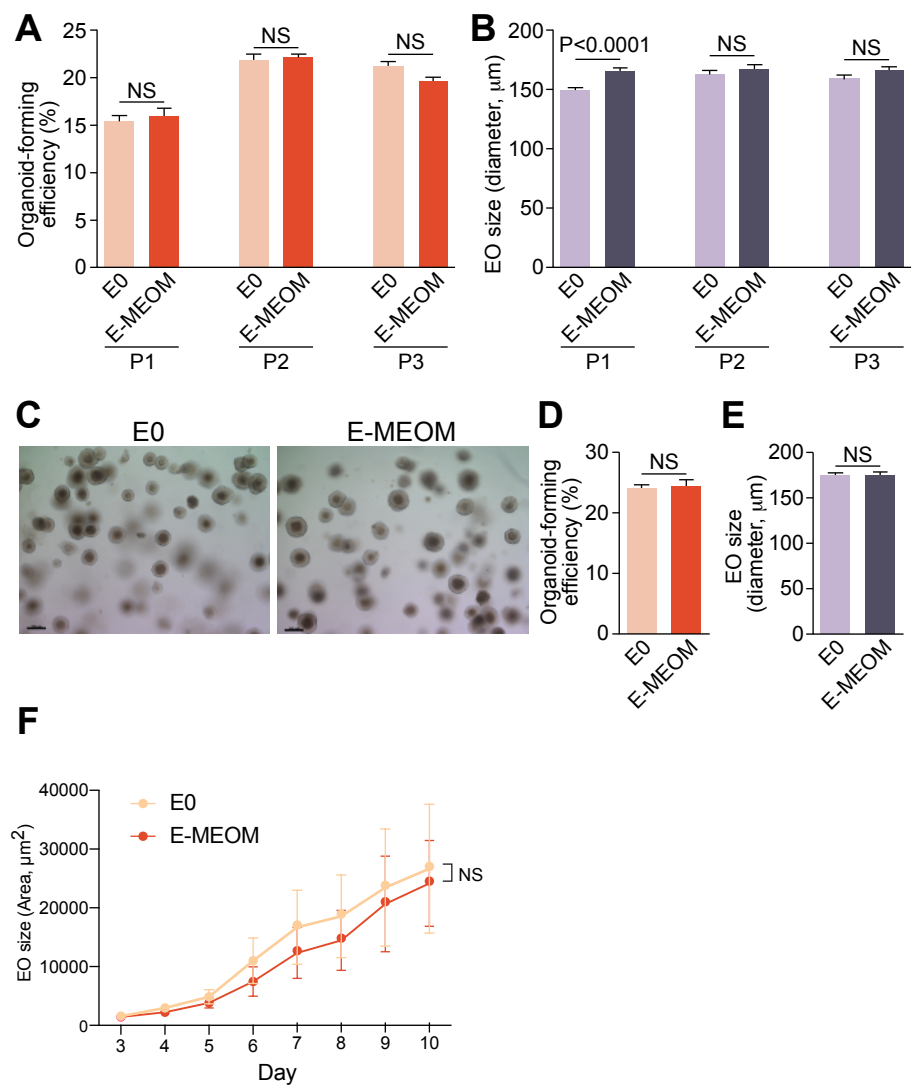 A
Organoid-forming
efficiency (%)
25
20
15
10
5
0
NS
NS
NS
E0
E-MEOM
E0
E-MEOM
E0
E-MEOM
P1
P2
P3
B
EO size (diameter, μm)
200
150
100
50
0
P<0.0001
NS
NS
E0
E-MEOM
E0
E-MEOM
E0
E-MEOM
P1
P2
P3
C
E0
E-MEOM
D
Organoid-forming
efficiency (%)
30
20
10
0
NS
E0
E-MEOM
E
EO size
(diameter, μm)
200
150
100
50
0
NS
E0
E-MEOM
F
EO size (Area, μm²)
40000
30000
20000
10000
0
E0
E-MEOM
NS
3 4 5 6 7 8 9 10
Day